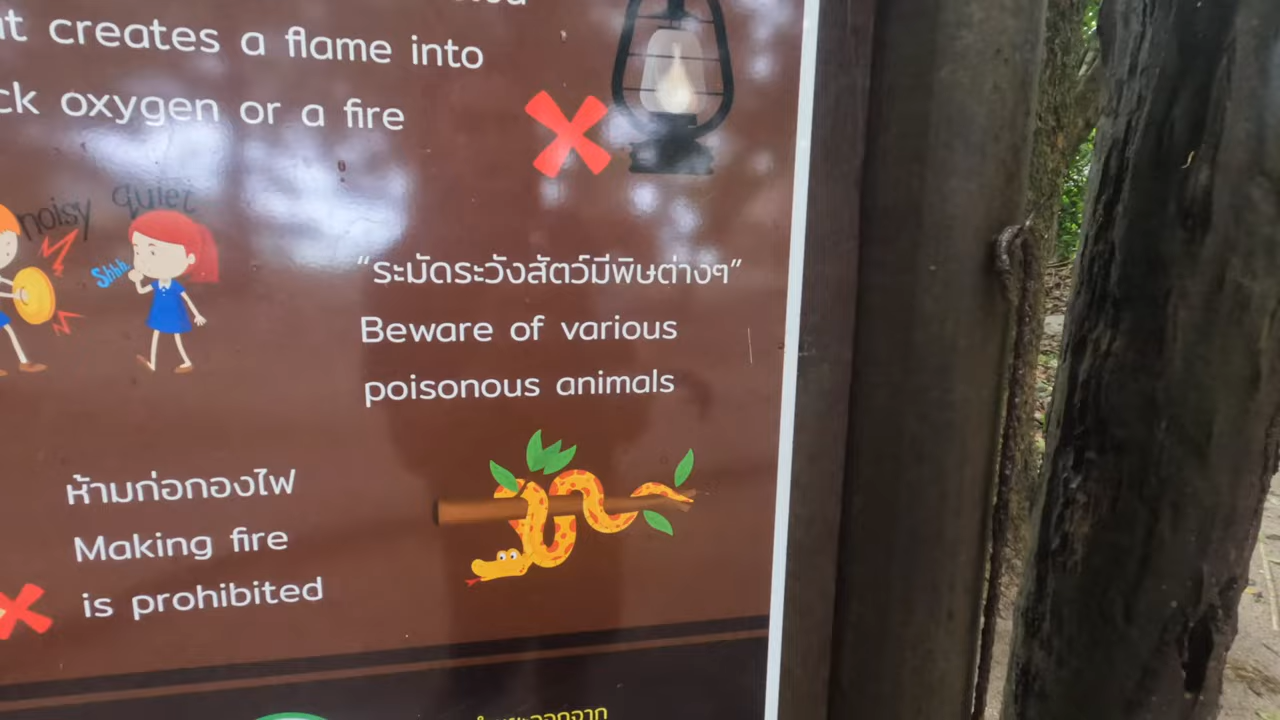 creates a flame into
oxygen or a fire
noisy
quiet
Shhh
“ระมัดระวังสัตว์มีพิษต่างๆ”
Beware of various
poisonous animals
ห้ามก่อกองไฟ
Making fire
is prohibited